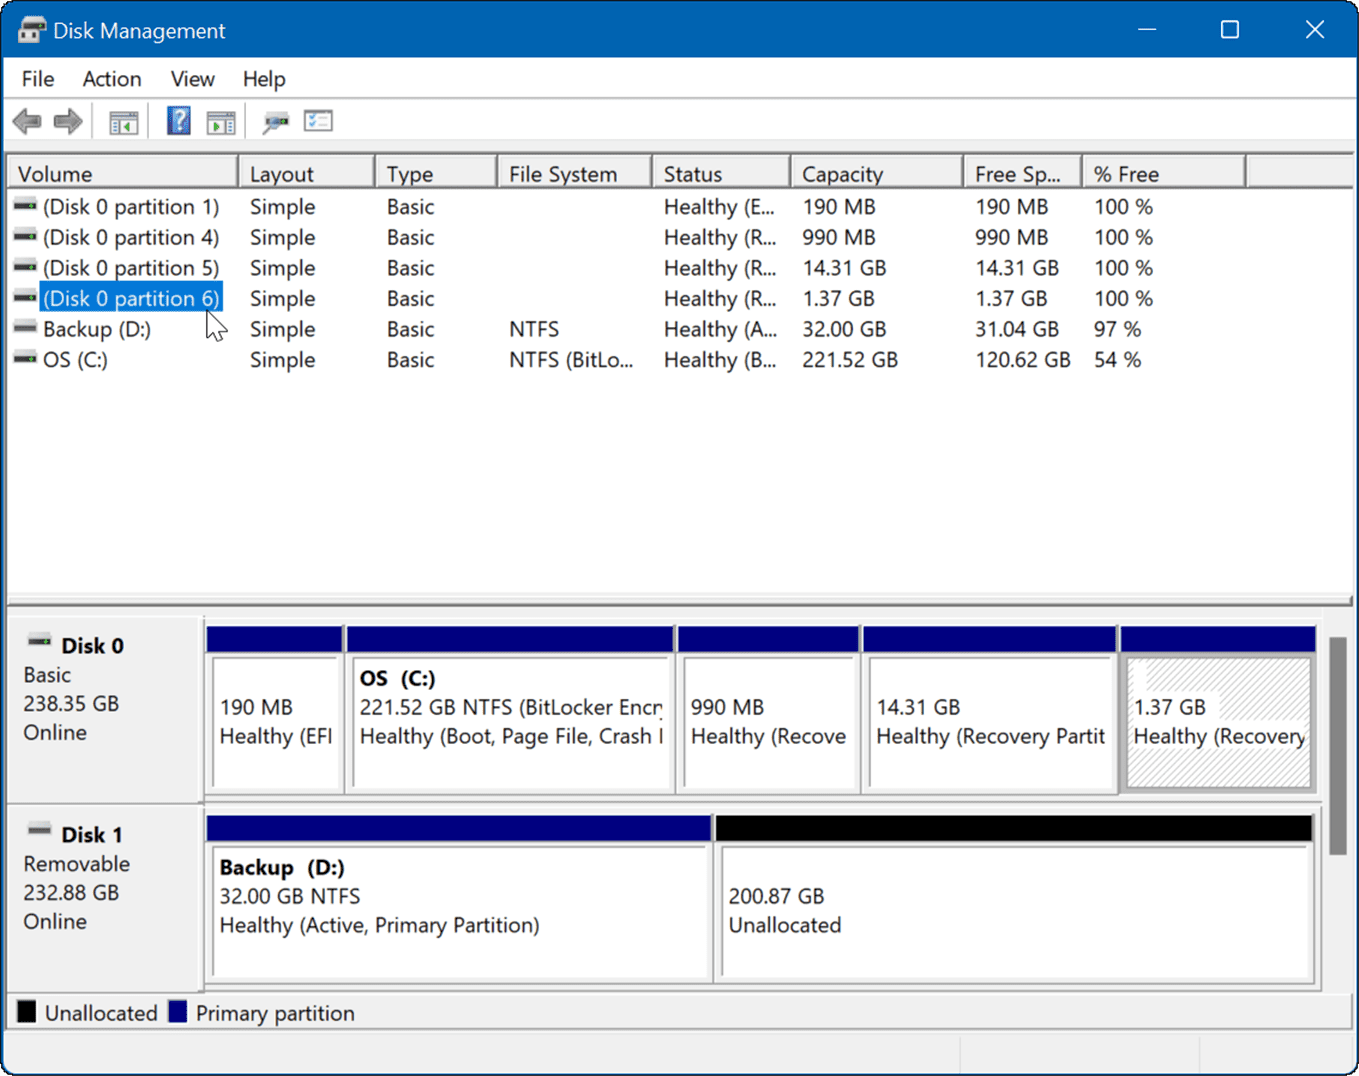 Disk Management
File Action View Help
Volume Layout Type File System Status Capacity Free Sp... % Free
(Disk 0 partition 1) Simple Basic Healthy (E... 190 MB 190 MB 100 %
(Disk 0 partition 4) Simple Basic Healthy (R... 990 MB 990 MB 100 %
(Disk 0 partition 5) Simple Basic Healthy (R... 14.31 GB 14.31 GB 100 %
(Disk 0 partition 6) Simple Basic Healthy (R... 1.37 GB 1.37 GB 100 %
Backup (D:) Simple Basic NTFS Healthy (A... 32.00 GB 31.04 GB 97 %
OS (C:) Simple Basic NTFS (BitLo... Healthy (B... 221.52 GB 120.62 GB 54 %
Disk 0
Basic
238.35 GB
Online
190 MB
Healthy (EFI
OS (C:)
221.52 GB NTFS (BitLocker Encr
Healthy (Boot, Page File, Crash
990 MB
Healthy (Recove
14.31 GB
Healthy (Recovery Partit
1.37 GB
Healthy (Recovery
Disk 1
Removable
232.88 GB
Online
Backup (D:)
32.00 GB NTFS
Healthy (Active, Primary Partition)
200.87 GB
Unallocated
Unallocated Primary partition